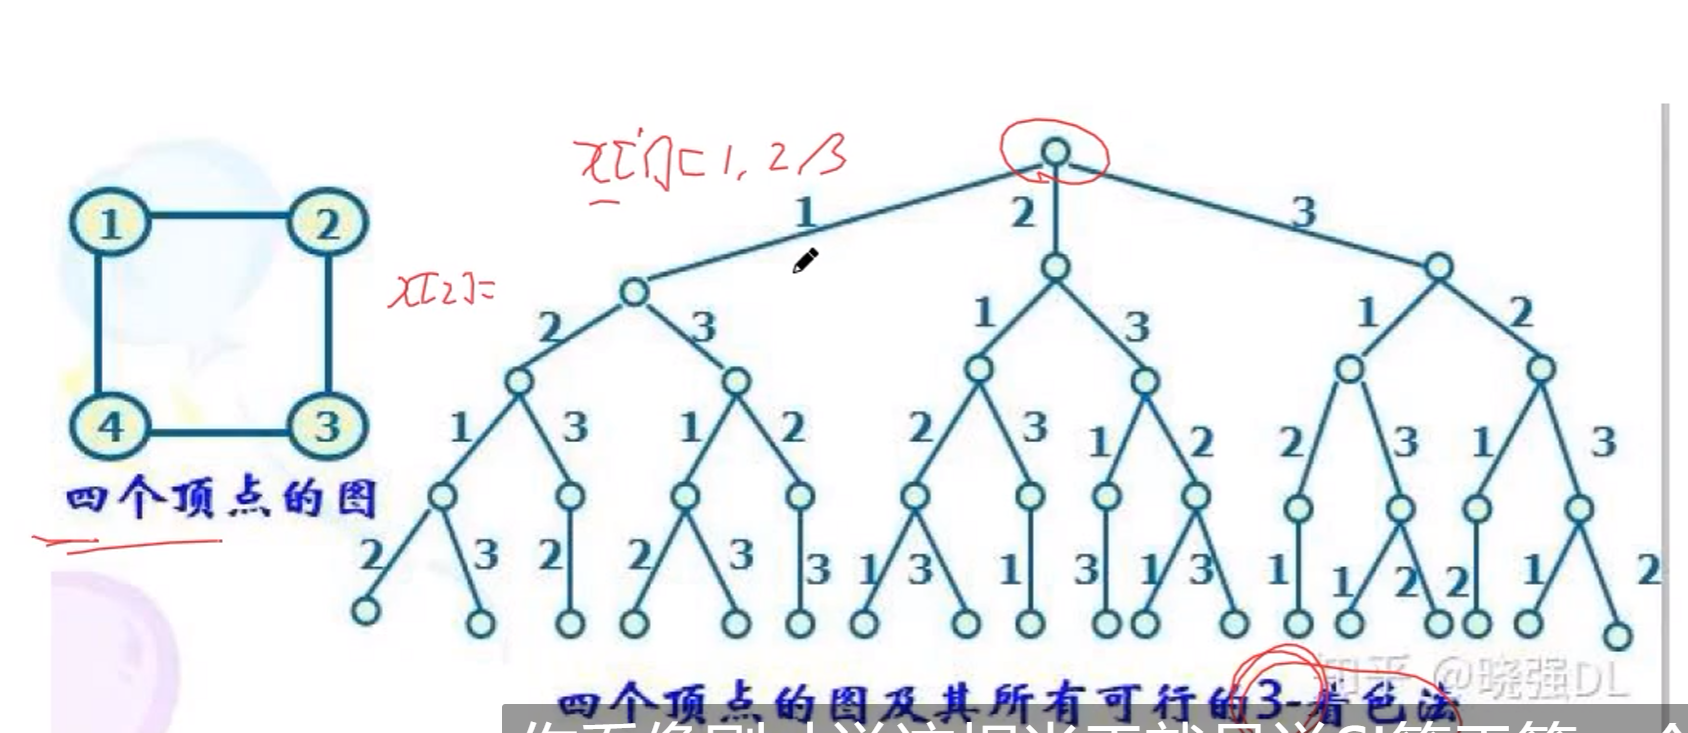 x[1]=1,2,3
1 2 3
1 2
x[2]=
2 3 1 3 1 2
4 3
1 3 1 2 2 3 1 2 2 3 1 3
四个顶点的图
2 3 2 2 3 3 1 3 1 3 1 3 1 1 2 2 1 2
知乎 @晓强DL
四个顶点的图及其所有可行的3-着色法